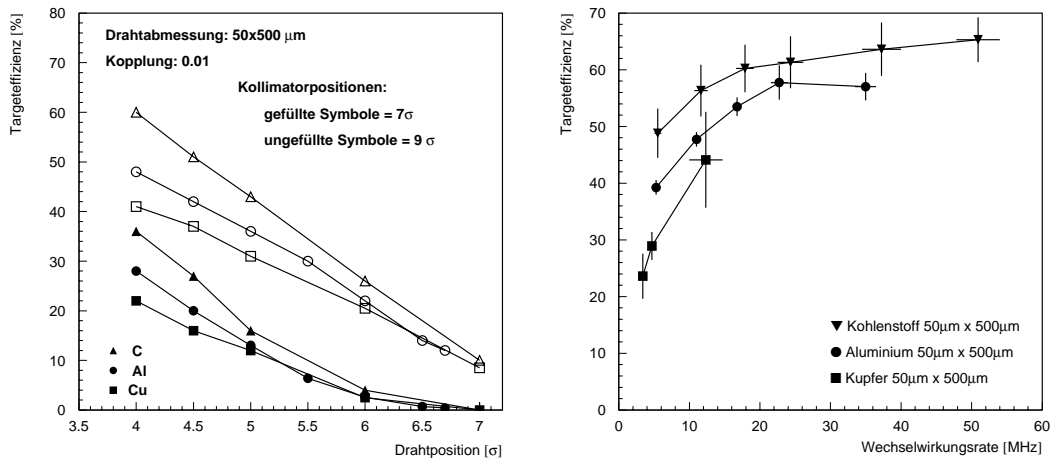 Targeteffizienz [%]
80
70
60
50
40
30
20
10
0
Drahtabmessung: 50x500 μm
Kopplung: 0.01
Kollimatorpositionen:
gefüllte Symbole = 7σ
ungefüllte Symbole = 9 σ
C
Al
Cu
3.5 4 4.5 5 5.5 6 6.5 7
Drahtposition [σ]
Targeteffizienz [%]
70
60
50
40
30
20
10
0
Kohlenstoff 50μm x 500μm
Aluminium 50μm x 500μm
Kupfer 50μm x 500μm
0 10 20 30 40 50 60
Wechselwirkungsrate [MHz]